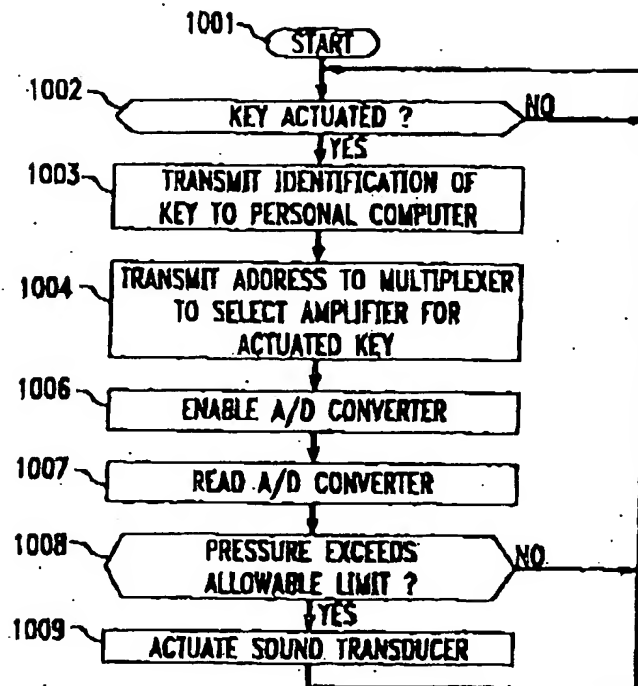 1001
START
1002
KEY ACTUATED ?
NO
YES
1003
TRANSMIT IDENTIFICATION OF
KEY TO PERSONAL COMPUTER
1004
TRANSMIT ADDRESS TO MULTIPLEXER
TO SELECT AMPLIFIER FOR
ACTUATED KEY
1006
ENABLE A/D CONVERTER
1007
READ A/D CONVERTER
1008
PRESSURE EXCEEDS
ALLOWABLE LIMIT ?
NO
YES
1009
ACTUATE SOUND TRANSDUCER